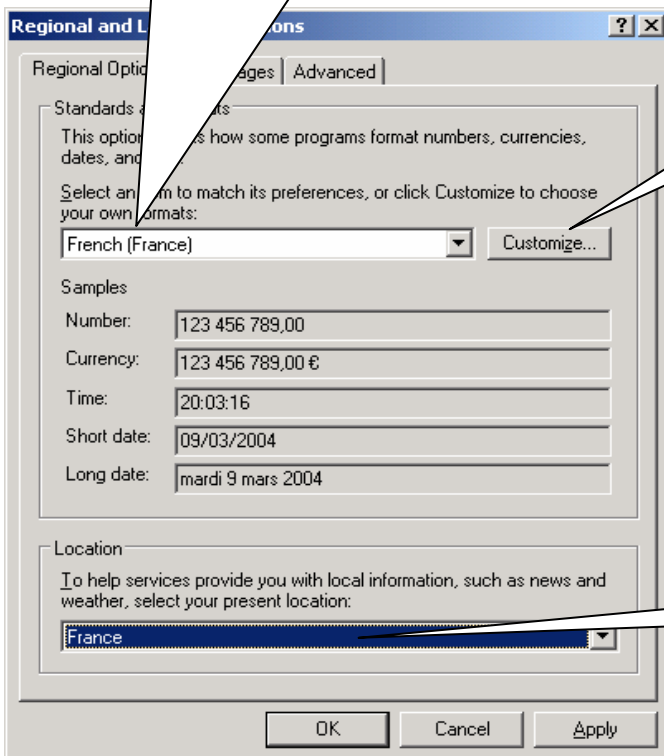 Regional and L ons
? X
Regional Optio ages Advanced
Standards a ts
This option s how some programs format numbers, currencies,
dates, and
Select an m to match its preferences, or click Customize to choose
your own ormats:
French (France) Customize...
Samples
Number: 123 456 789,00
Currency: 123 456 789,00 €
Time: 20:03:16
Short date: 09/03/2004
Long date: mardi 9 mars 2004
Location
To help services provide you with local information, such as news and
weather, select your present location:
France
OK Cancel Apply